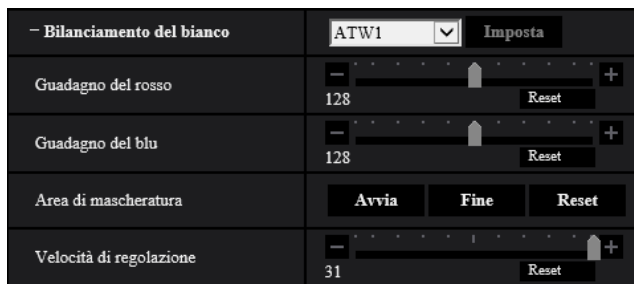 − Bilanciamento del bianco ATW1 Imposta
Guadagno del rosso − +
128 Reset
Guadagno del blu − +
128 Reset
Area di mascheratura Avvia Fine Reset
Velocità di regolazione − +
31 Reset